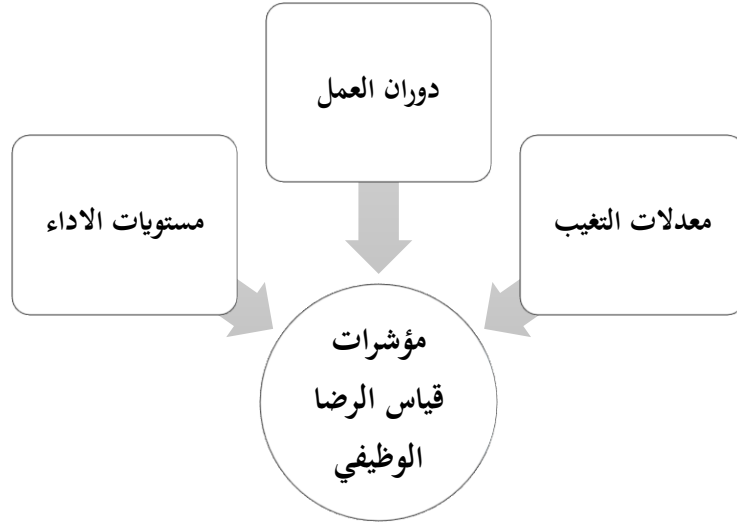 دوران العمل
معدلات التغيب
مستويات الاداء
مؤشرات
قياس الرضا
الوظيفي